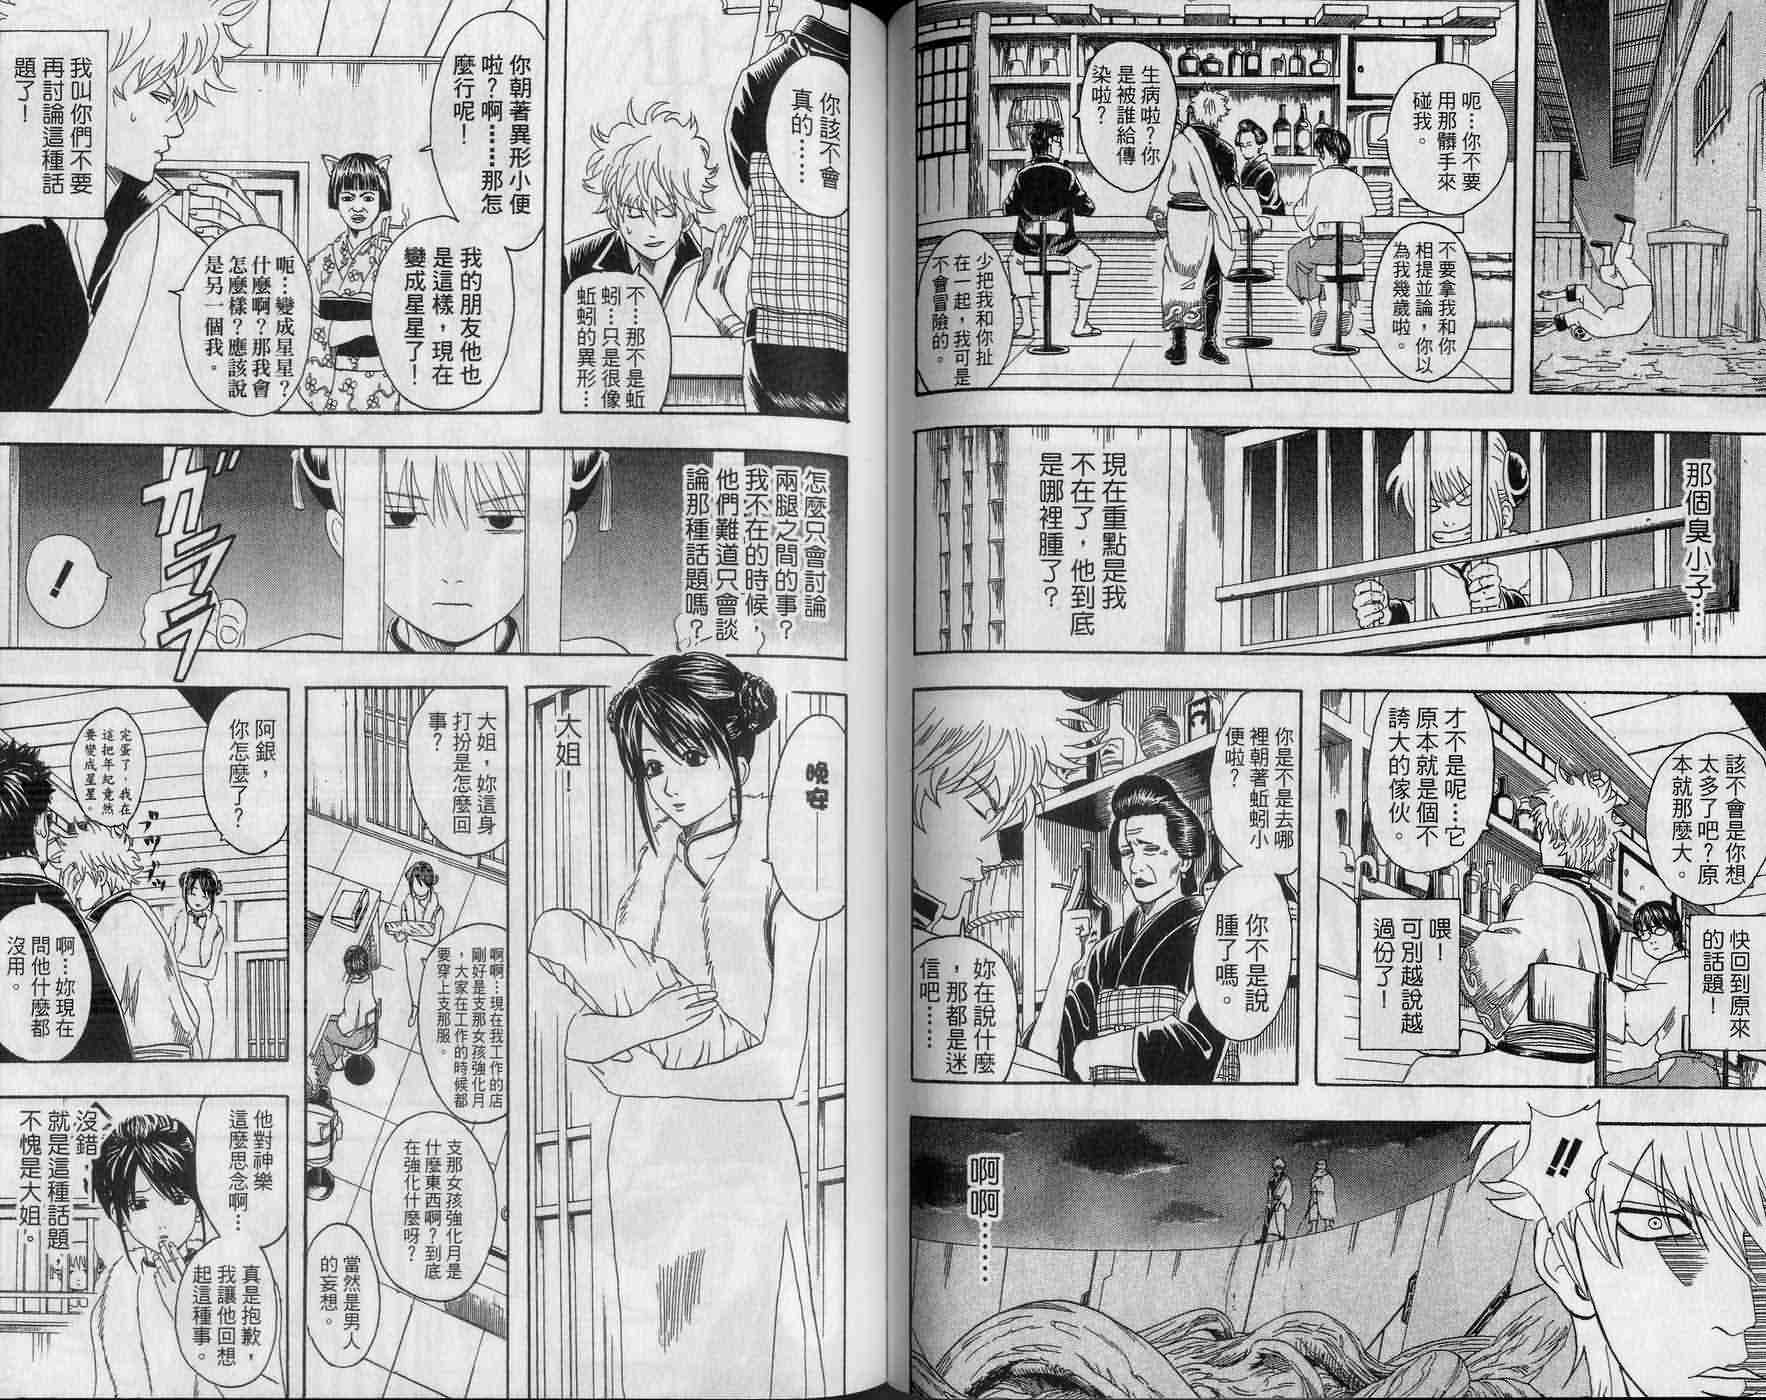 呃…你不要
用那髒手來
碰我。
不要拿我和你
相提並論，你以
為我幾歲啦。
生病啦？你
是被誰給傳
染啦？
少把我和你扯
在一起，我可是
不會冒險的。
那個臭小子…
現在重點是我
不在了，他到底
是哪裡腫了？
該不會是你想
太多了吧？原
本就那麼大。
快回到原來
的話題！
才不是呢…它
原本就是個不
誇大的傢伙。
喂！
可別越說越
過份了！
你是不是去哪
裡朝著蚯蚓小
便啦？
你不是說
腫了嗎。
妳在說什麼
，那都是迷
信吧……
!!
啊啊……
你該不會
真的……
不…那不是蚯
蚓…只是很像
蚯蚓的異形…
你朝著異形小便
啦？啊……那怎
麼行呢！
我的朋友他也
是這樣，現在
變成星星了！
呃…變成星星？
什麼啊？那我會
怎麼樣？應該說
是另一個我。
我叫你們不要
再討論這種話
題了！
怎麼只會討論
兩腿之間的事？
我不在的時候，
他們難道只會談
論那種話題嗎？
ガララ
！
晚安
大姐！
大姐，妳這身
打扮是怎麼回
事？
啊啊…現在我工作的店
剛好是支那女孩強化月
，大家在工作的時候都
要穿上支那服。
支那女孩強化月是
什麼東西啊？到底
在強化什麼呀？
當然是男人
的妄想。
阿銀，
你怎麼了？
完蛋了，我在
這把年紀竟然
要變成星星。
ブツブツ
啊…妳現在
問他什麼都
沒用。
他對神樂
這麼思念啊…
真是抱歉，
我讓他回想
起這種事。
沒錯，
就是這種話題，
不愧是大姐。